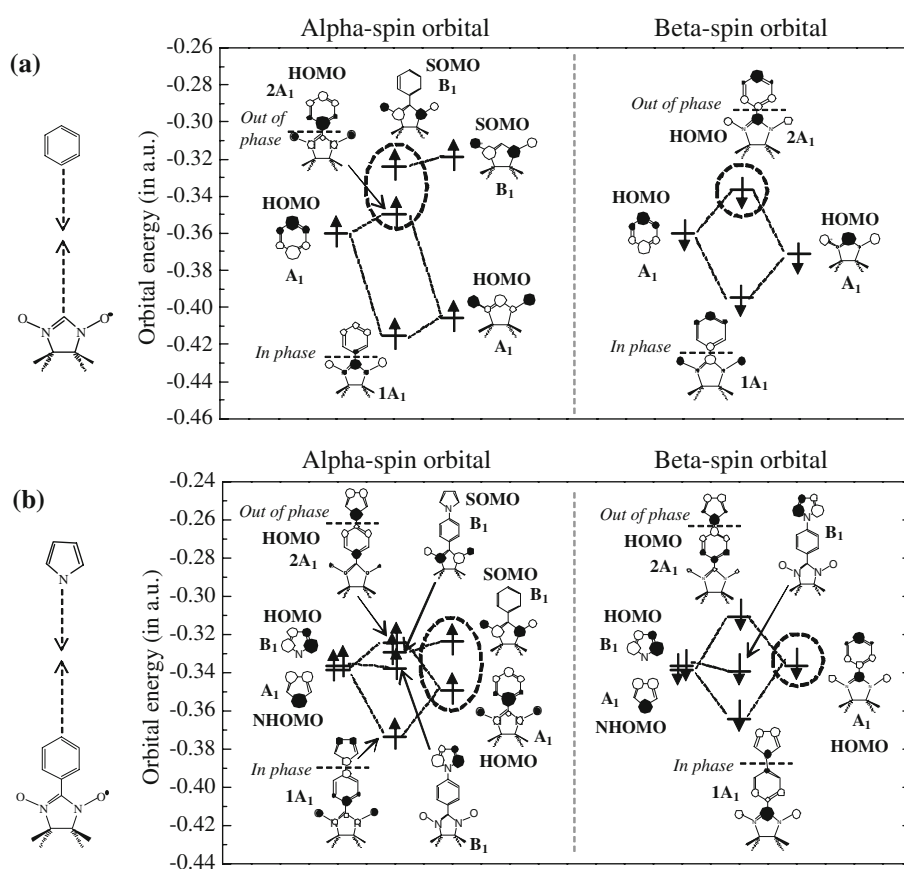 (a)
Alpha-spin orbital
Beta-spin orbital
Orbital energy (in a.u.)
-0.26
-0.28
-0.30
-0.32
-0.34
-0.36
-0.38
-0.40
-0.42
-0.44
-0.46
HOMO
2A₁
Out of
phase
SOMO
B₁
SOMO
B₁
HOMO
A₁
HOMO
A₁
In phase
1A₁
Out of phase
HOMO
2A₁
HOMO
A₁
HOMO
A₁
In phase
1A₁
O
N
N
O•
(b)
Alpha-spin orbital
Beta-spin orbital
Orbital energy (in a.u.)
-0.24
-0.26
-0.28
-0.30
-0.32
-0.34
-0.36
-0.38
-0.40
-0.42
-0.44
Out of phase
HOMO
2A₁
SOMO
B₁
SOMO
B₁
HOMO
B₁
N
A₁
NHOMO
A₁
HOMO
In phase
1A₁
N
B₁
Out of phase
HOMO
2A₁
N
B₁
HOMO
B₁
N
A₁
NHOMO
A₁
HOMO
In phase
1A₁
N
O
N
N
O•